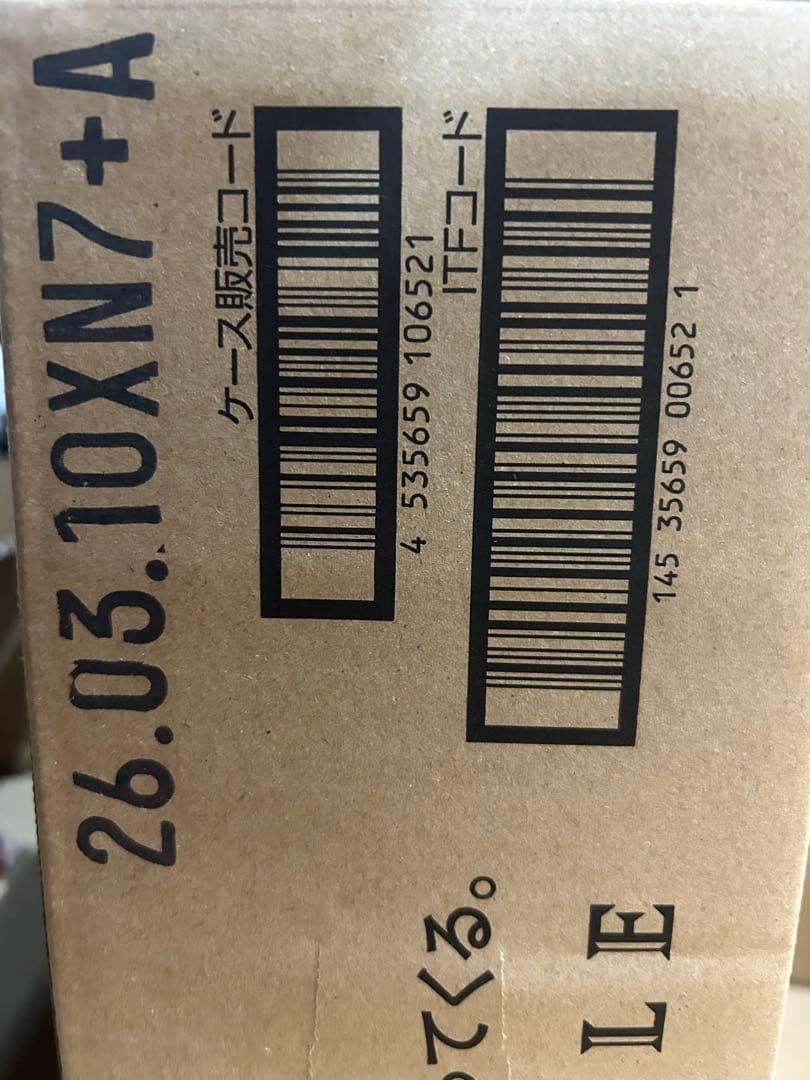 26.03.10XN7+A
ケース販売コード
4 535659 106521
ITFコード
145 35659 00652 1
てくる。
LE